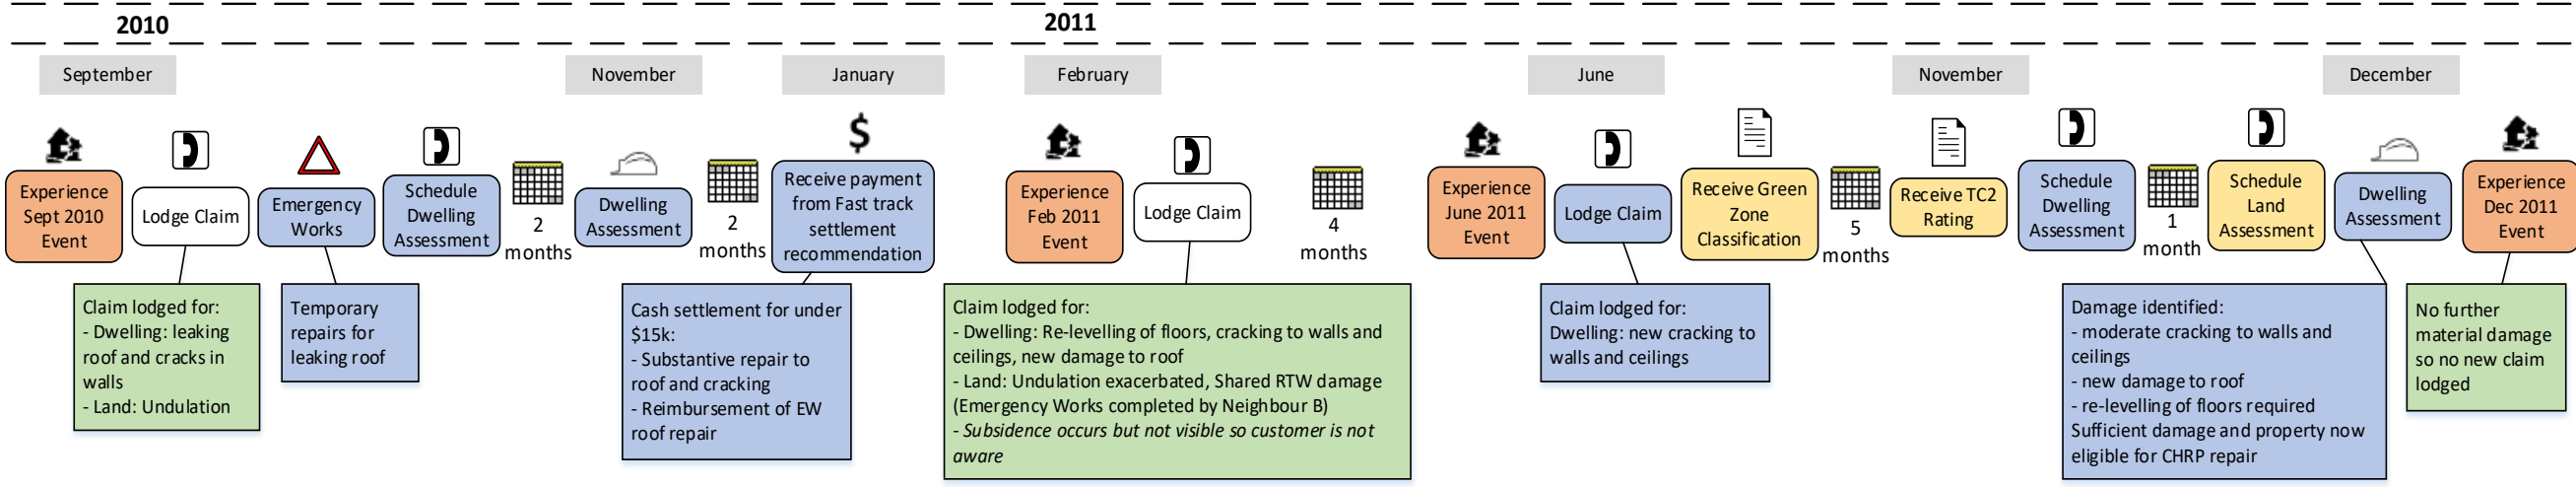 2010
2011
September
November
January
February
June
November
December
$
Experience
Sept 2010
Event
Lodge Claim
Emergency
Works
Schedule
Dwelling
Assessment
2
months
Dwelling
Assessment
2
months
Receive payment
from Fast track
settlement
recommendation
Experience
Feb 2011
Event
Lodge Claim
4
months
Experience
June 2011
Event
Lodge Claim
Receive Green
Zone
Classification
5
months
Receive TC2
Rating
Schedule
Dwelling
Assessment
1
month
Schedule
Land
Assessment
Dwelling
Assessment
Experience
Dec 2011
Event
Claim lodged for:
- Dwelling: leaking
roof and cracks in
walls
- Land: Undulation
Temporary
repairs for
leaking roof
Cash settlement for under
$15k:
- Substantive repair to
roof and cracking
- Reimbursement of EW
roof repair
Claim lodged for:
- Dwelling: Re-levelling of floors, cracking to walls and
ceilings, new damage to roof
- Land: Undulation exacerbated, Shared RTW damage
(Emergency Works completed by Neighbour B)
- Subsidence occurs but not visible so customer is not
aware
Claim lodged for:
Dwelling: new cracking to
walls and ceilings
Damage identified:
- moderate cracking to walls and
ceilings
- new damage to roof
- re-levelling of floors required
Sufficient damage and property now
eligible for CHRP repair
No further
material damage
so no new claim
lodged